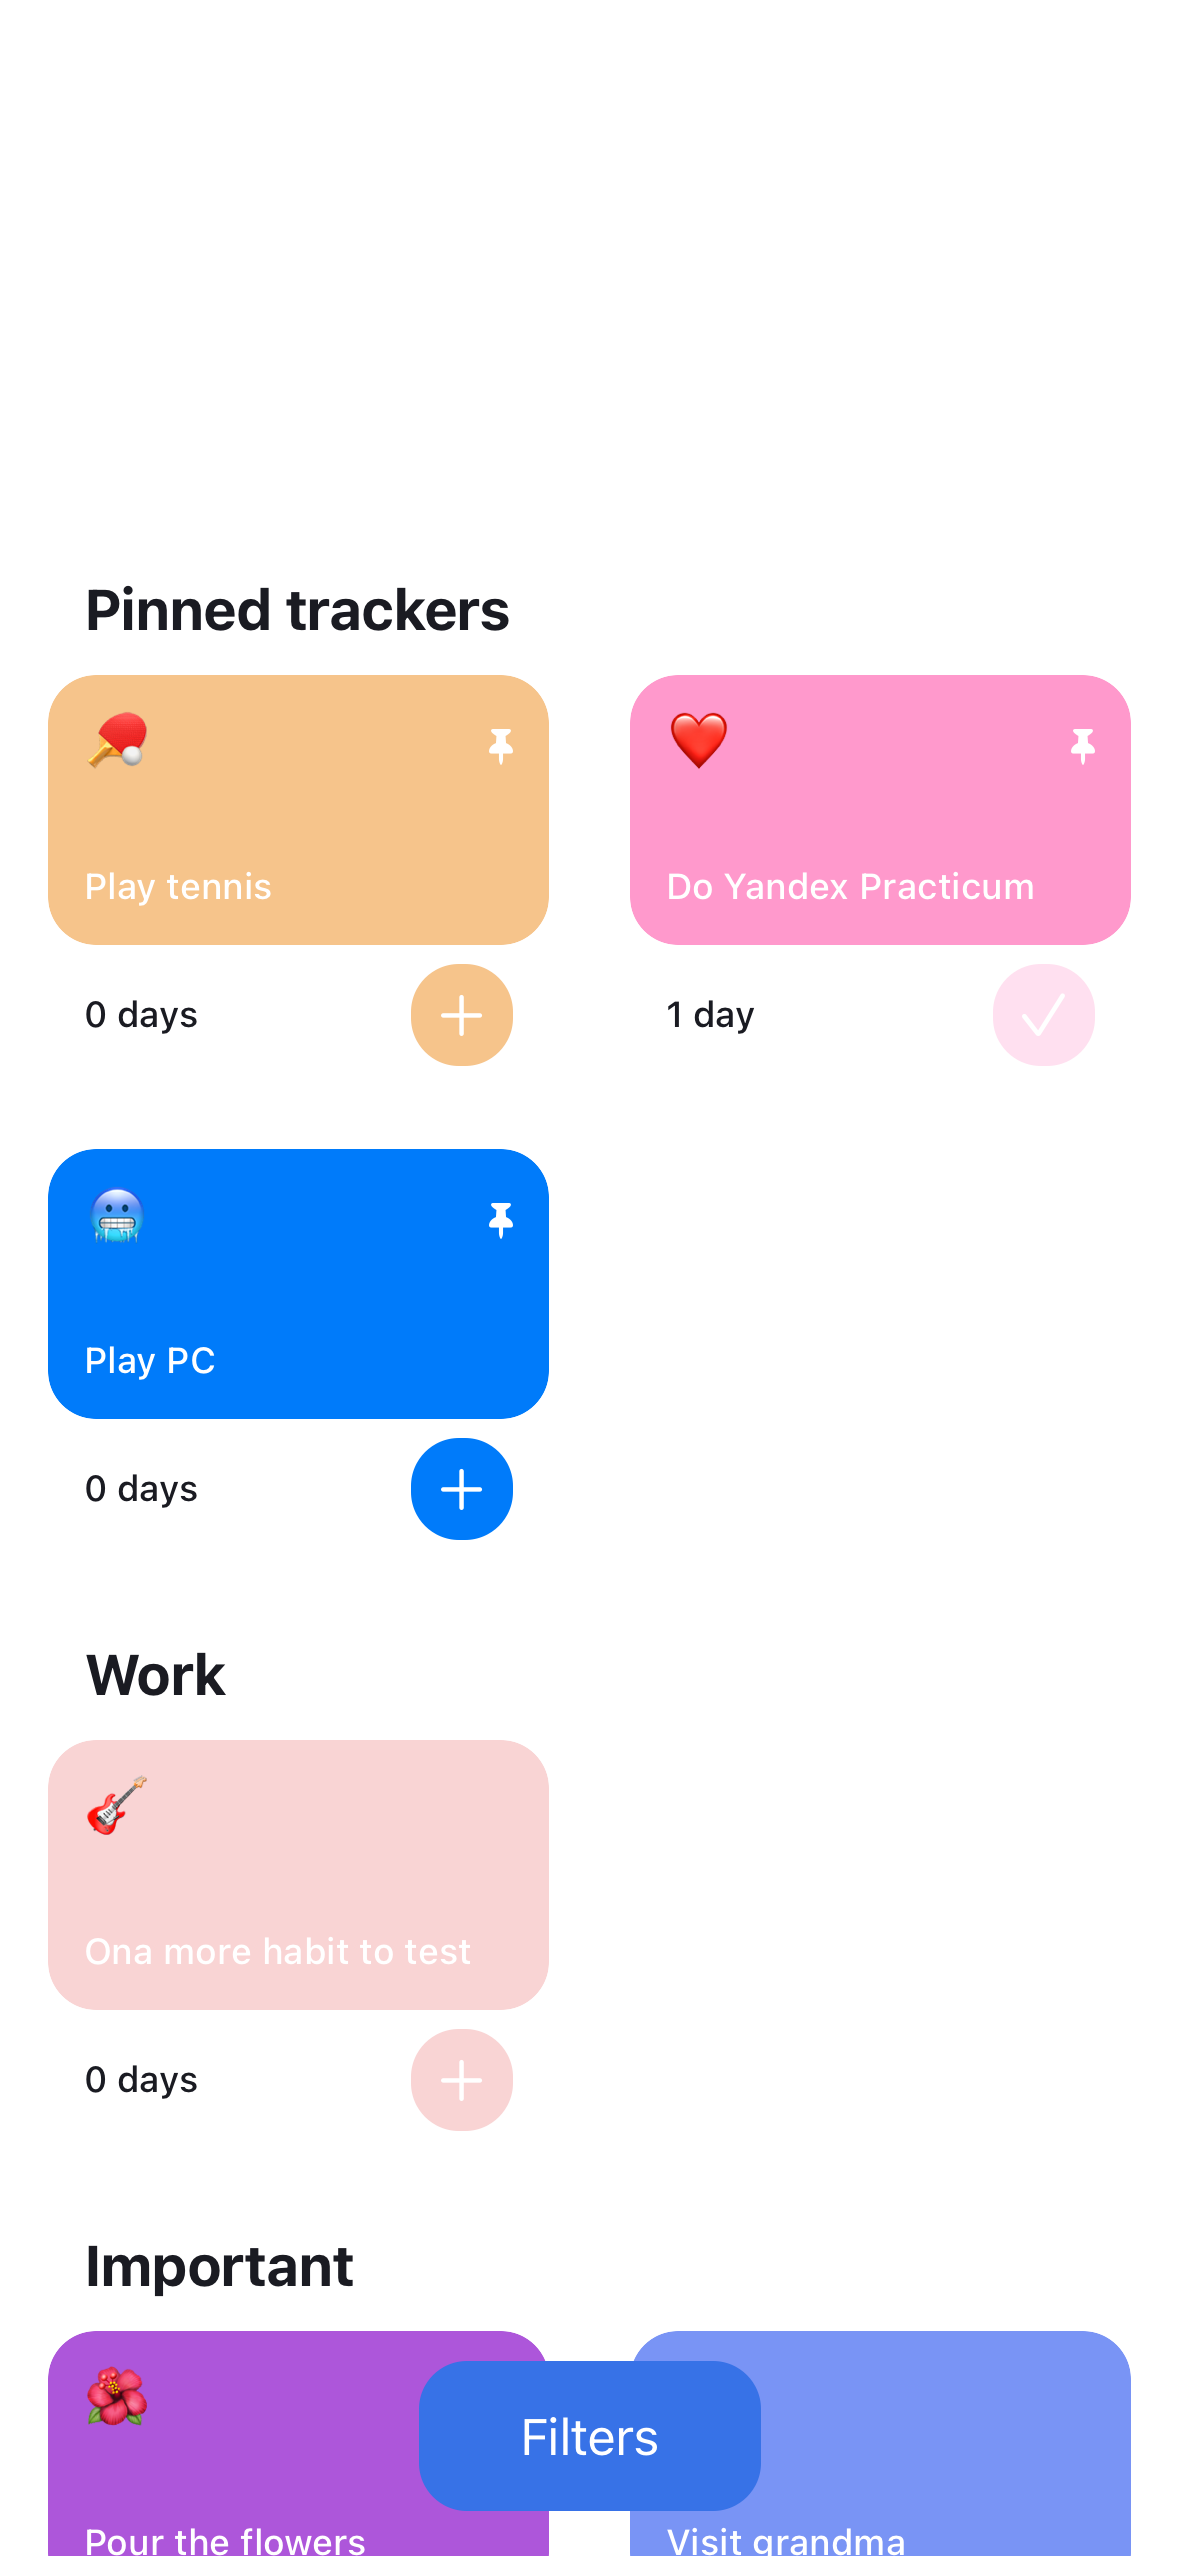 Pinned trackers
Play tennis
Do Yandex Practicum
0 days
1 day
Play PC
0 days
Work
Ona more habit to test
0 days
Important
Filters
Pour the flowers
Visit grandma